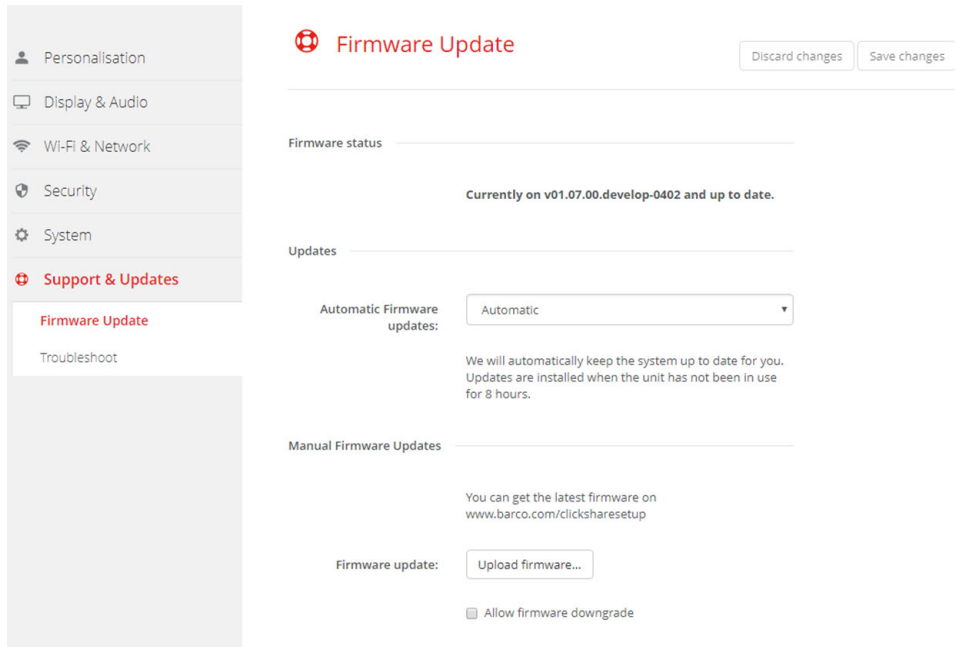 Personalisation
Display & Audio
Wi-Fi & Network
Security
System
Support & Updates
Firmware Update
Troubleshoot
Firmware Update
Discard changes
Save changes
Firmware status
Currently on v01.07.00.develop-0402 and up to date.
Updates
Automatic Firmware
updates:
Automatic
We will automatically keep the system up to date for you.
Updates are installed when the unit has not been in use
for 8 hours.
Manual Firmware Updates
You can get the latest firmware on
www.barco.com/clicksharesetup
Firmware update:
Upload firmware...
Allow firmware downgrade